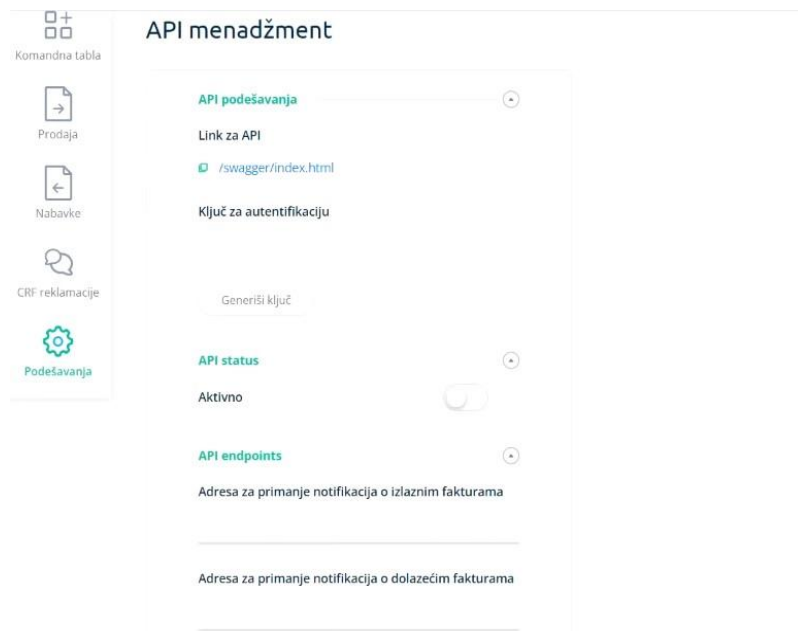 API menadžment
Komandna tabla
Prodaja
Nabavke
CRF reklamacije
Podešavanja
API podešavanja
Link za API
/swagger/index.html
Ključ za autentifikaciju
Generiši ključ
API status
Aktivno
API endpoints
Adresa za primanje notifikacija o izlaznim fakturama
Adresa za primanje notifikacija o dolazećim fakturama